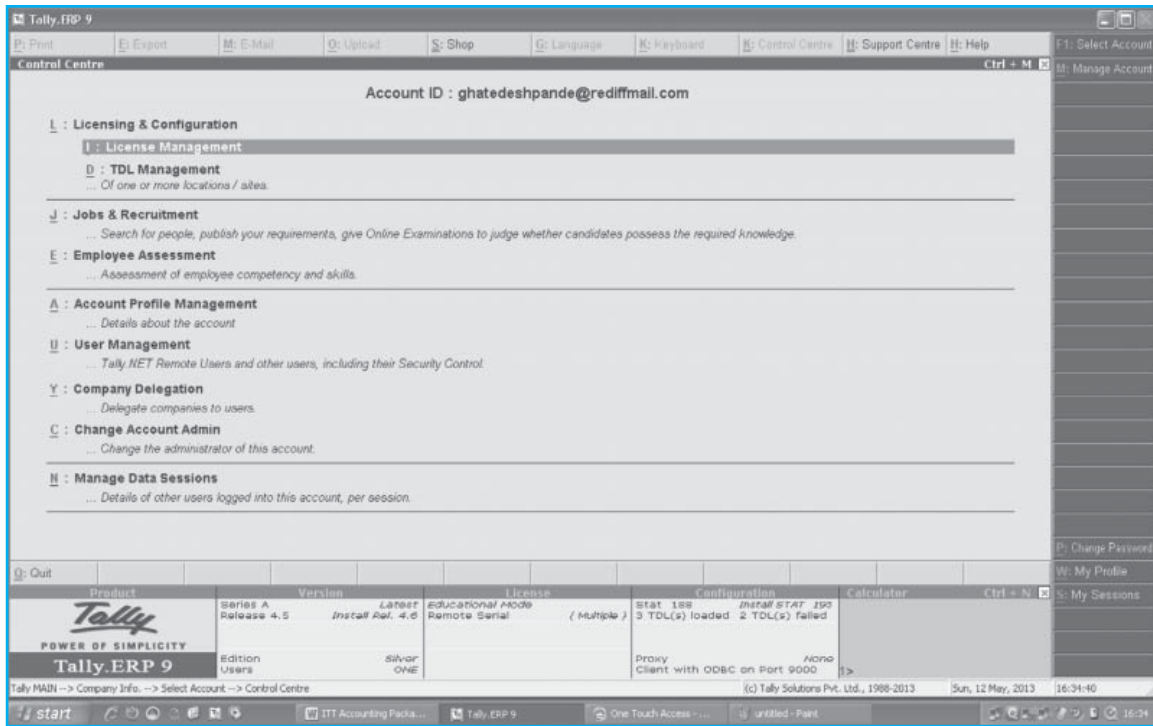 Tally.ERP 9
P: Print E: Export M: E-Mail O: Upload S: Shop G: Language K: Keyboard K: Control Centre H: Support Centre H: Help F1: Select Account
Control Centre Ctrl + M M: Manage Account
Account ID : ghatedeshpande@rediffmail.com
L : Licensing & Configuration
I : License Management
D : TDL Management
... Of one or more locations / sites.
J : Jobs & Recruitment
... Search for people, publish your requirements, give Online Examinations to judge whether candidates possess the required knowledge.
E : Employee Assessment
... Assessment of employee competency and skills.
A : Account Profile Management
... Details about the account
U : User Management
... Tally.NET Remote Users and other users, including their Security Control.
Y : Company Delegation
... Delegate companies to users.
C : Change Account Admin
... Change the administrator of this account.
N : Manage Data Sessions
... Details of other users logged into this account, per session.
P: Change Password
Q: Quit W: My Profile
Product Version License Configuration Calculator Ctrl + N S: My Sessions
Tally
POWER OF SIMPLICITY
Tally.ERP 9
Series A Latest
Release 4.5 Install Rel. 4.6
Edition Silver
Users ONE
Educational Mode
Remote Serial ( Multiple )
Stat 188 Install STAT 193
3 TDL(s) loaded 2 TDL(s) failed
Proxy None
Client with ODBC on Port 9000
1>
Tally MAIN --> Company Info. --> Select Account --> Control Centre (c) Tally Solutions Pvt. Ltd., 1988-2013 Sun, 12 May, 2013 16:34:40
start ITT Accounting Packa... Tally.ERP 9 One Touch Access - ... untitled - Paint 16:34